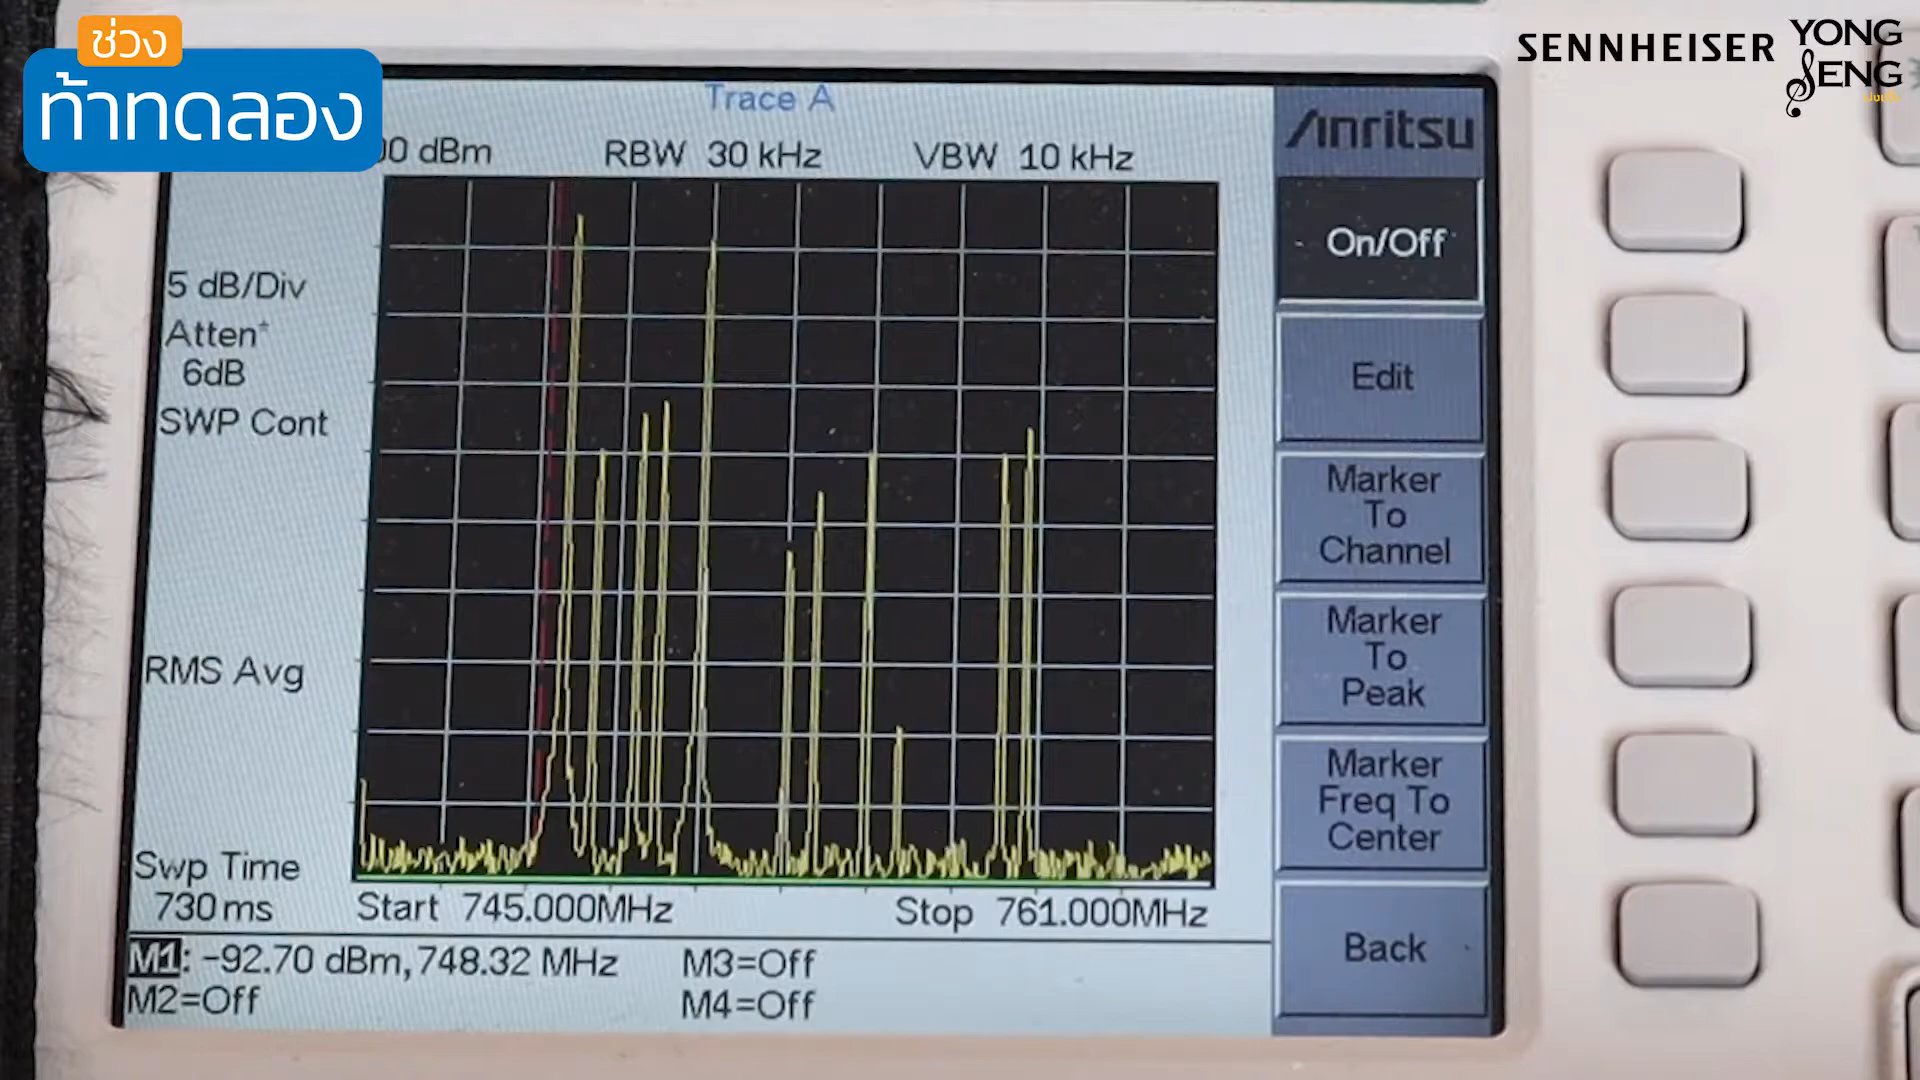 ช่วง
ท้าทดลอง
SENNHEISER
YONG
SENG
Trace A
dBm
RBW 30 kHz
VBW 10 kHz
Anritsu
5 dB/Div
Atten*
6dB
SWP Cont
RMS Avg
Swp Time
730 ms
Start 745.000MHz
Stop 761.000MHz
M1: -92.70 dBm, 748.32 MHz
M2=Off
M3=Off
M4=Off
On/Off
Edit
Marker
To
Channel
Marker
To
Peak
Marker
Freq To
Center
Back